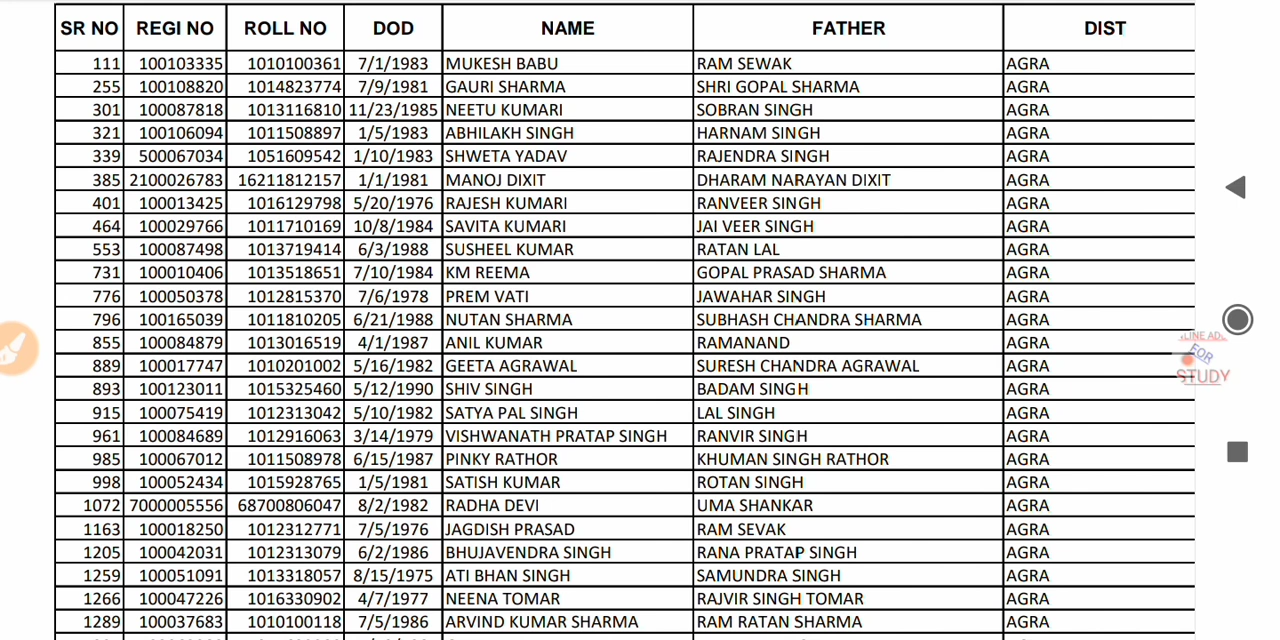 SR NO REGI NO ROLL NO DOD NAME FATHER DIST
111 100103335 1010100361 7/1/1983 MUKESH BABU RAM SEWAK AGRA
255 100108820 1014823774 7/9/1981 GAURI SHARMA SHRI GOPAL SHARMA AGRA
301 100087818 1013116810 11/23/1985 NEETU KUMARI SOBRAN SINGH AGRA
321 100106094 1011508897 1/5/1983 ABHILAKH SINGH HARNAM SINGH AGRA
339 500067034 1051609542 1/10/1983 SHWETA YADAV RAJENDRA SINGH AGRA
385 2100026783 16211812157 1/1/1981 MANOJ DIXIT DHARAM NARAYAN DIXIT AGRA
401 100013425 1016129798 5/20/1976 RAJESH KUMARI RANVEER SINGH AGRA
464 100029766 1011710169 10/8/1984 SAVITA KUMARI JAI VEER SINGH AGRA
553 100087498 1013719414 6/3/1988 SUSHEEL KUMAR RATAN LAL AGRA
731 100010406 1013518651 7/10/1984 KM REEMA GOPAL PRASAD SHARMA AGRA
776 100050378 1012815370 7/6/1978 PREM VATI JAWAHAR SINGH AGRA
796 100165039 1011810205 6/21/1988 NUTAN SHARMA SUBHASH CHANDRA SHARMA AGRA
855 100084879 1013016519 4/1/1987 ANIL KUMAR RAMANAND AGRA
889 100017747 1010201002 5/16/1982 GEETA AGRAWAL SURESH CHANDRA AGRAWAL AGRA
893 100123011 1015325460 5/12/1990 SHIV SINGH BADAM SINGH AGRA
915 100075419 1012313042 5/10/1982 SATYA PAL SINGH LAL SINGH AGRA
961 100084689 1012916063 3/14/1979 VISHWANATH PRATAP SINGH RANVIR SINGH AGRA
985 100067012 1011508978 6/15/1987 PINKY RATHOR KHUMAN SINGH RATHOR AGRA
998 100052434 1015928765 1/5/1981 SATISH KUMAR ROTAN SINGH AGRA
1072 7000005556 68700806047 8/2/1982 RADHA DEVI UMA SHANKAR AGRA
1163 100018250 1012312771 7/5/1976 JAGDISH PRASAD RAM SEVAK AGRA
1205 100042031 1012313079 6/2/1986 BHUJAVENDRA SINGH RANA PRATAP SINGH AGRA
1259 100051091 1013318057 8/15/1975 ATI BHAN SINGH SAMUNDRA SINGH AGRA
1266 100047226 1016330902 4/7/1977 NEENA TOMAR RAJVIR SINGH TOMAR AGRA
1289 100037683 1010100118 7/5/1986 ARVIND KUMAR SHARMA RAM RATAN SHARMA AGRA
FOR
STUDY